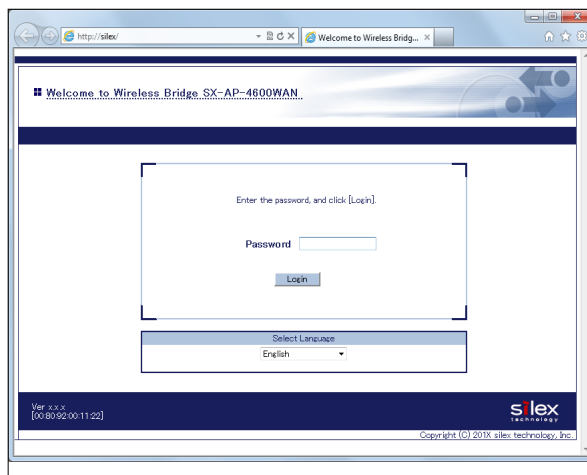 http://silex/
Welcome to Wireless Bridg...
Welcome to Wireless Bridge SX-AP-4600WAN
Enter the password, and click [Login].
Password
Login
Select Language
English
Ver x.x.x
[00:80:92:00:11:22]
silex
technology
Copyright (C) 201X silex technology, Inc.